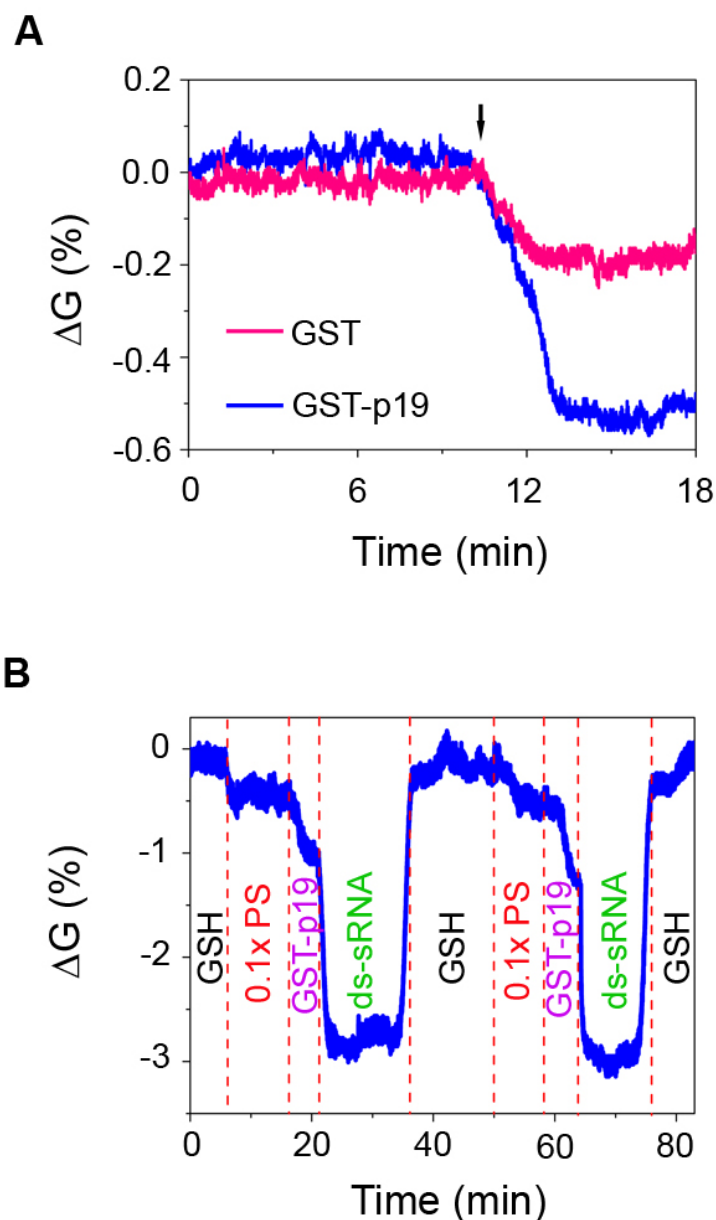 A
0.2
0.0
-0.2
-0.4
-0.6
ΔG (%)
GST
GST-p19
0 6 12 18
Time (min)
B
0
-1
-2
-3
ΔG (%)
GSH
0.1x PS
GST-p19
ds-sRNA
GSH
0.1x PS
GST-p19
ds-sRNA
GSH
0 20 40 60 80
Time (min)